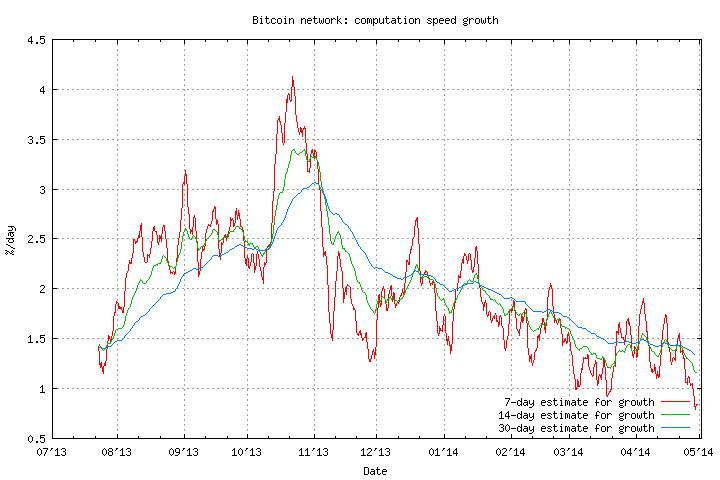 Bitcoin network: computation speed growth
4.5
4
3.5
3
2.5
2
1.5
1
0.5
%/day
7-day estimate for growth
14-day estimate for growth
30-day estimate for growth
07'13 08'13 09'13 10'13 11'13 12'13 01'14 02'14 03'14 04'14 05'14
Date